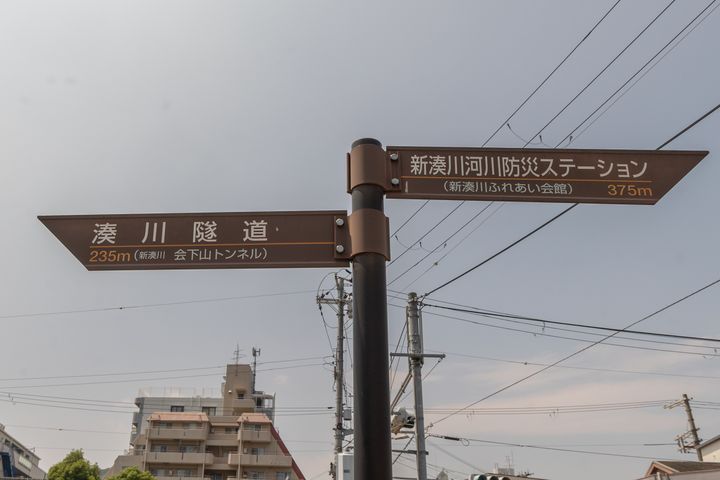 湊川隧道
235m(新湊川 会下山トンネル)
新湊川河川防災ステーション
(新湊川ふれあい会館) 375m